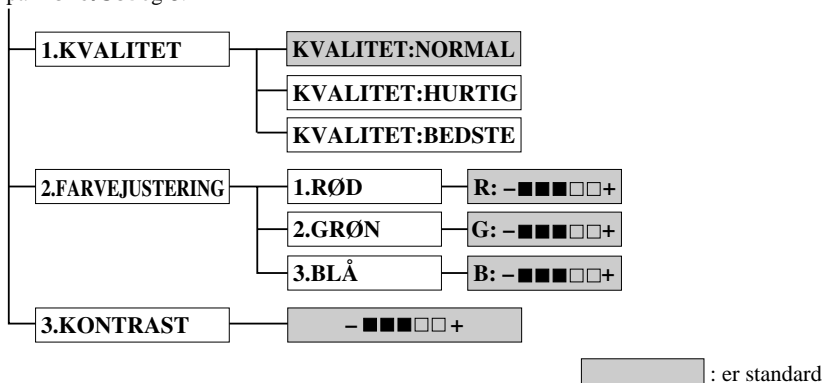 1.KVALITET
KVALITET:NORMAL
KVALITET:HURTIG
KVALITET:BEDSTE
2.FARVEJUSTERING
1.RØD
R: –■■■□□+
2.GRØN
G: –■■■□□+
3.BLÅ
B: –■■■□□+
3.KONTRAST
–■■■□□+
: er standard